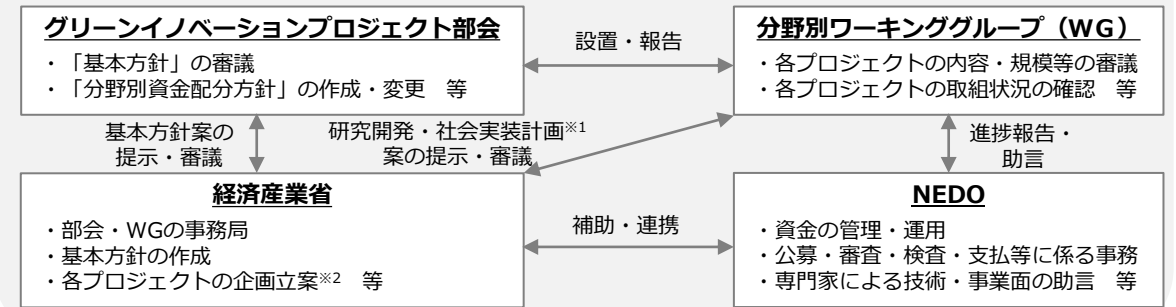 グリーンイノベーションプロジェクト部会
・「基本方針」の審議
・「分野別資金配分方針」の作成・変更　等
設置・報告
分野別ワーキンググループ（WG）
・各プロジェクトの内容・規模等の審議
・各プロジェクトの取組状況の確認　等
基本方針案の
提示・審議
研究開発・社会実装計画※1
案の提示・審議
進捗報告・
助言
経済産業省
・部会・WGの事務局
・基本方針の作成
・各プロジェクトの企画立案※2　等
補助・連携
NEDO
・資金の管理・運用
・公募・審査・検査・支払等に係る事務
・専門家による技術・事業面の助言　等